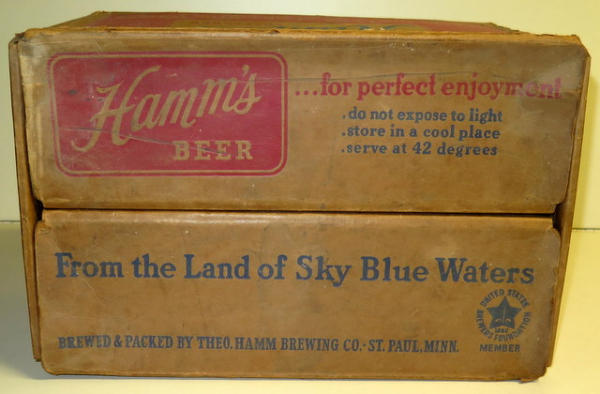 Hamm's
BEER
...for perfect enjoyment
.do not expose to light
.store in a cool place
.serve at 42 degrees
From the Land of Sky Blue Waters
UNITED STATES
BREWER'S FOUNDATION
MEMBER
BREWED & PACKED BY THEO. HAMM BREWING CO. · ST. PAUL, MINN.